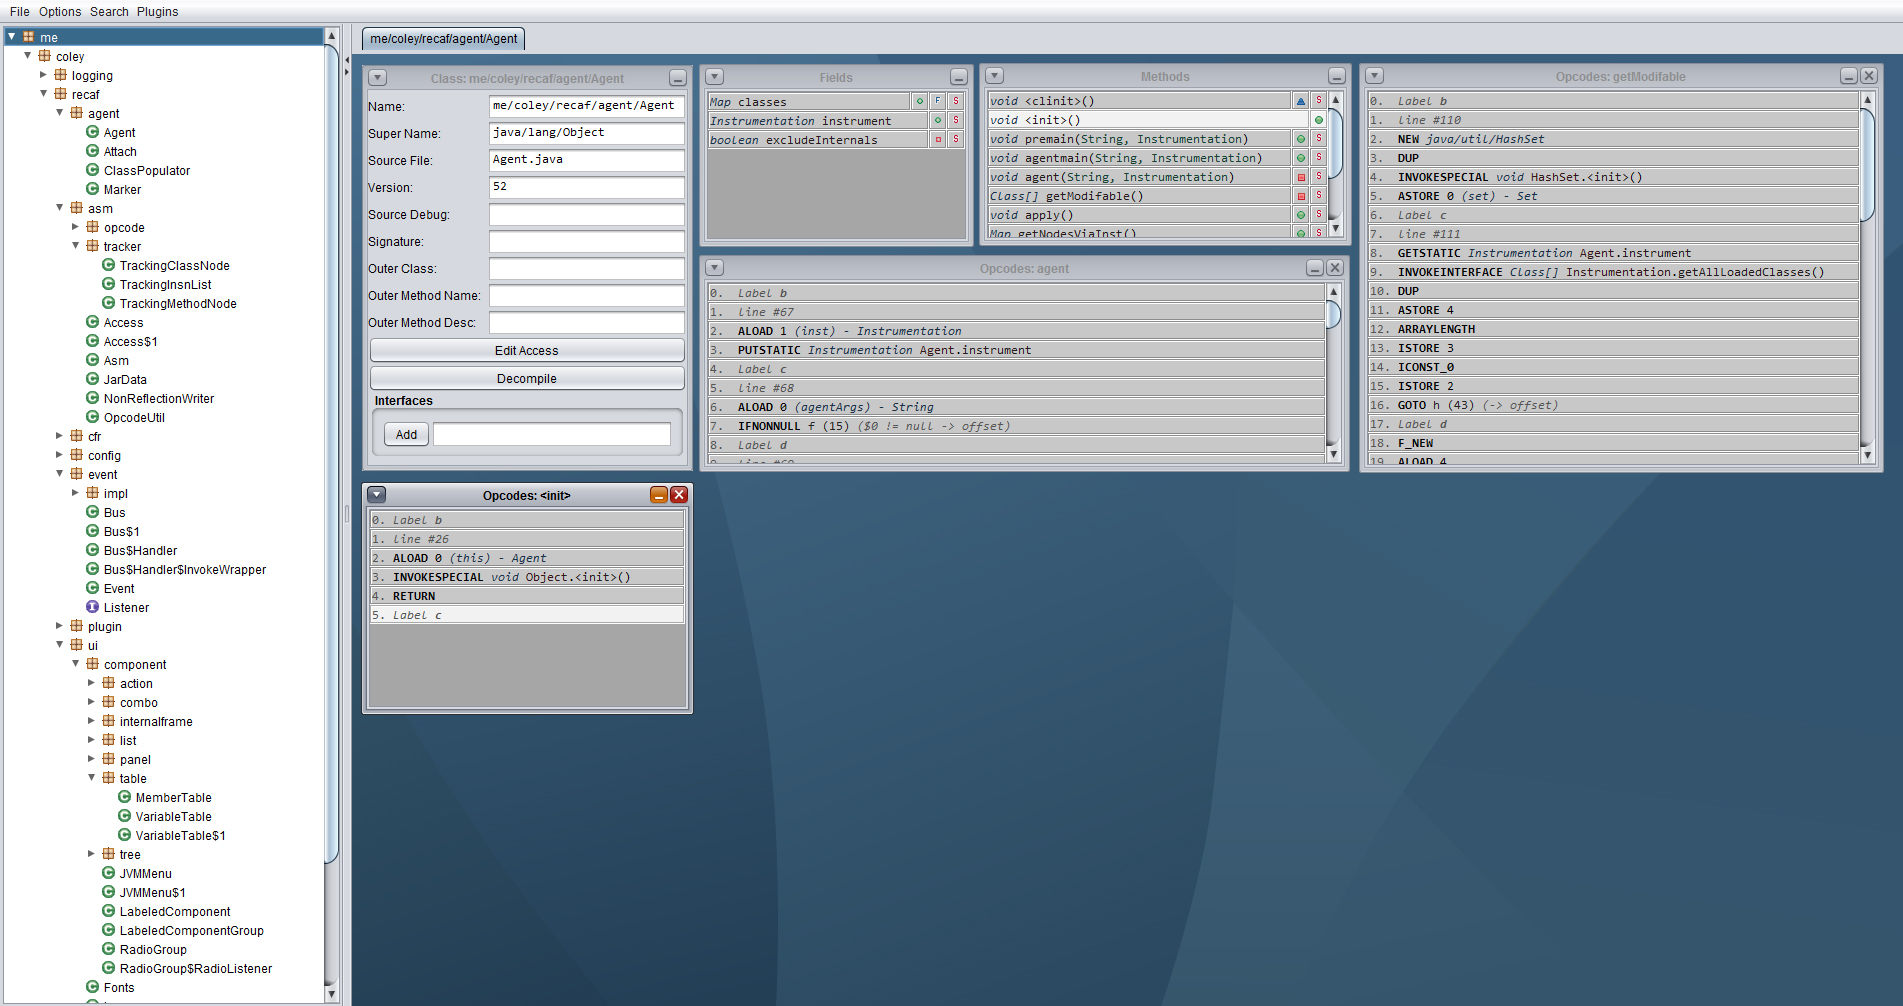 File Options Search Plugins
me
coley
logging
recaf
agent
Agent
Attach
ClassPopulator
Marker
asm
opcode
tracker
TrackingClassNode
TrackingInsnList
TrackingMethodNode
Access
Access$1
Asm
JarData
NonReflectionWriter
OpcodeUtil
cfr
config
event
impl
Bus
Bus$1
Bus$Handler
Bus$Handler$InvokeWrapper
Event
Listener
plugin
ui
component
action
combo
internalframe
list
panel
table
MemberTable
VariableTable
VariableTable$1
tree
JVMMenu
JVMMenu$1
LabeledComponent
LabeledComponentGroup
RadioGroup
RadioGroup$RadioListener
Fonts
me/coley/recaf/agent/Agent
Class: me/coley/recaf/agent/Agent
Name: me/coley/recaf/agent/Agent
Super Name: java/lang/Object
Source File: Agent.java
Version: 52
Source Debug:
Signature:
Outer Class:
Outer Method Name:
Outer Method Desc:
Edit Access
Decompile
Interfaces
Add
Fields
Map classes F S
Instrumentation instrument S
boolean excludeInternals S
Methods
void <clinit>() S
void <init>()
void premain(String, Instrumentation) S
void agentmain(String, Instrumentation) S
void agent(String, Instrumentation) S
Class[] getModifable() S
void apply() S
Map getNodesViaInst() S
Opcodes: agent
0. Label b
1. line #67
2. ALOAD 1 (inst) - Instrumentation
3. PUTSTATIC Instrumentation Agent.instrument
4. Label c
5. line #68
6. ALOAD 0 (agentArgs) - String
7. IFNONNULL f (15) ($0 != null -> offset)
8. Label d
9. line #69
Opcodes: getModifable
0. Label b
1. line #110
2. NEW java/util/HashSet
3. DUP
4. INVOKESPECIAL void HashSet.<init>()
5. ASTORE 0 (set) - Set
6. Label c
7. line #111
8. GETSTATIC Instrumentation Agent.instrument
9. INVOKEINTERFACE Class[] Instrumentation.getAllLoadedClasses()
10. DUP
11. ASTORE 4
12. ARRAYLENGTH
13. ISTORE 3
14. ICONST_0
15. ISTORE 2
16. GOTO h (43) (-> offset)
17. Label d
18. F_NEW
19. ALOAD 4
Opcodes: <init>
0. Label b
1. line #26
2. ALOAD 0 (this) - Agent
3. INVOKESPECIAL void Object.<init>()
4. RETURN
5. Label c